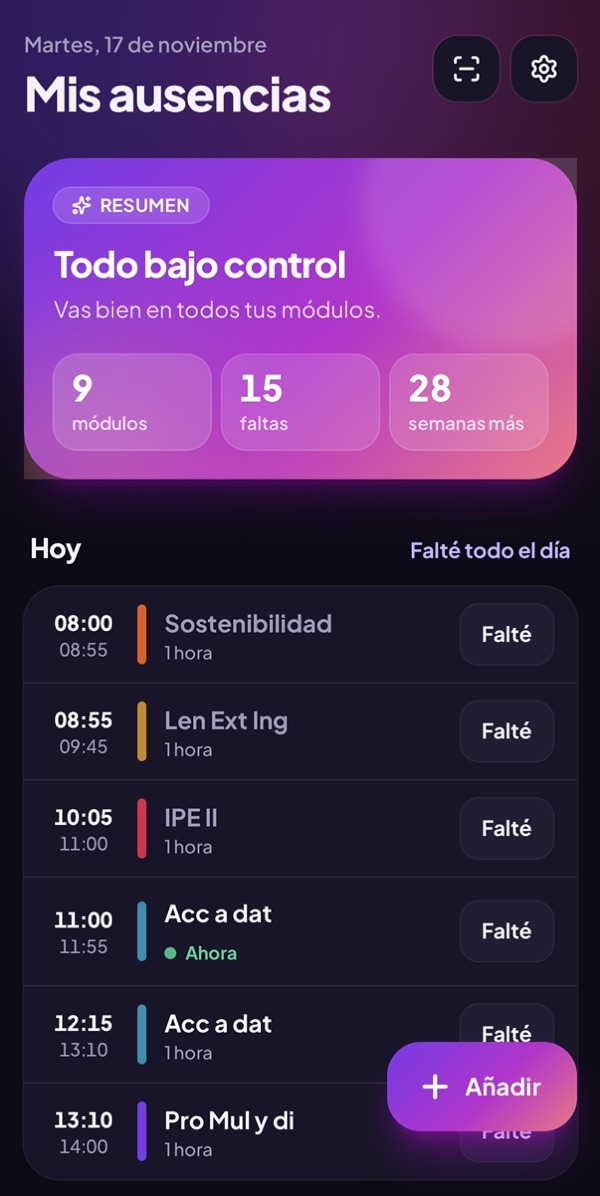 Martes, 17 de noviembre
Mis ausencias
RESUMEN
Todo bajo control
Vas bien en todos tus módulos.
9
módulos
15
faltas
28
semanas más
Hoy
Falté todo el día
08:00
08:55
Sostenibilidad
1 hora
Falté
08:55
09:45
Len Ext Ing
1 hora
Falté
10:05
11:00
IPE II
1 hora
Falté
11:00
11:55
Acc a dat
Ahora
Falté
12:15
13:10
Acc a dat
1 hora
Falté
Añadir
13:10
14:00
Pro Mul y di
1 hora
Falté